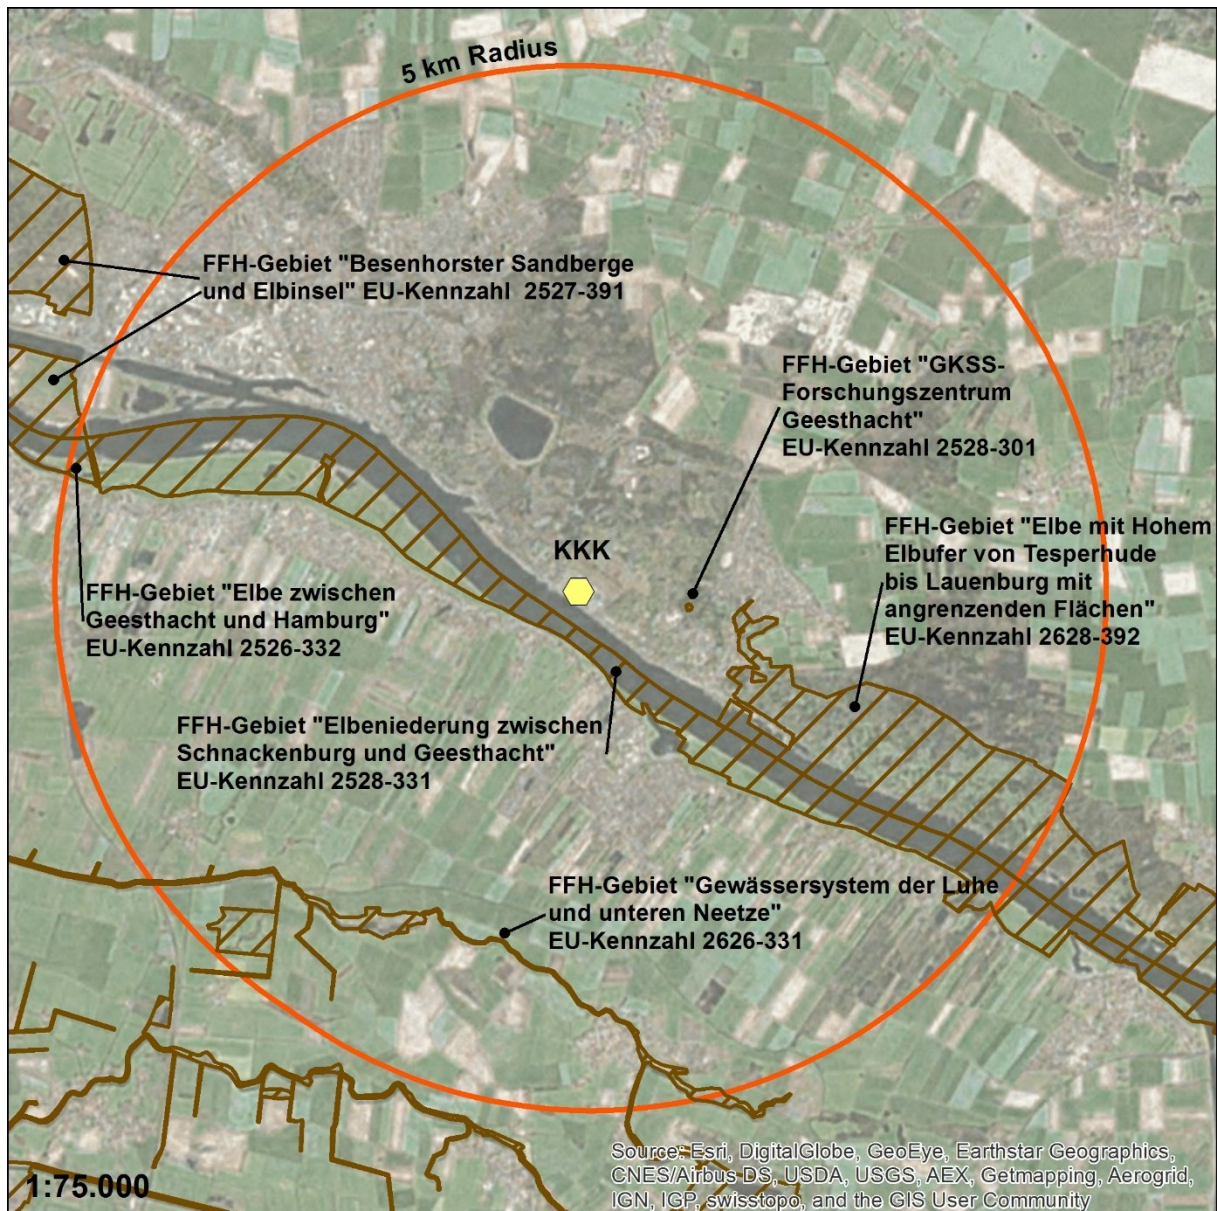 5 km Radius
FFH-Gebiet "Besenhorster Sandberge
und Elbinsel" EU-Kennzahl 2527-391
FFH-Gebiet "GKSS-
Forschungszentrum
Geesthacht"
EU-Kennzahl 2528-301
FFH-Gebiet "Elbe mit Hohem
Elbufer von Tesperhude
bis Lauenburg mit
angrenzenden Flächen"
EU-Kennzahl 2628-392
KKK
FFH-Gebiet "Elbe zwischen
Geesthacht und Hamburg"
EU-Kennzahl 2526-332
FFH-Gebiet "Elbeniederung zwischen
Schnackenburg und Geesthacht"
EU-Kennzahl 2528-331
FFH-Gebiet "Gewässersystem der Luhe
und unteren Neetze"
EU-Kennzahl 2626-331
1:75.000
Source: Esri, DigitalGlobe, GeoEye, Earthstar Geographics,
CNES/Airbus DS, USDA, USGS, AEX, Getmapping, Aerogrid,
IGN, IGP, swisstopo, and the GIS User Community